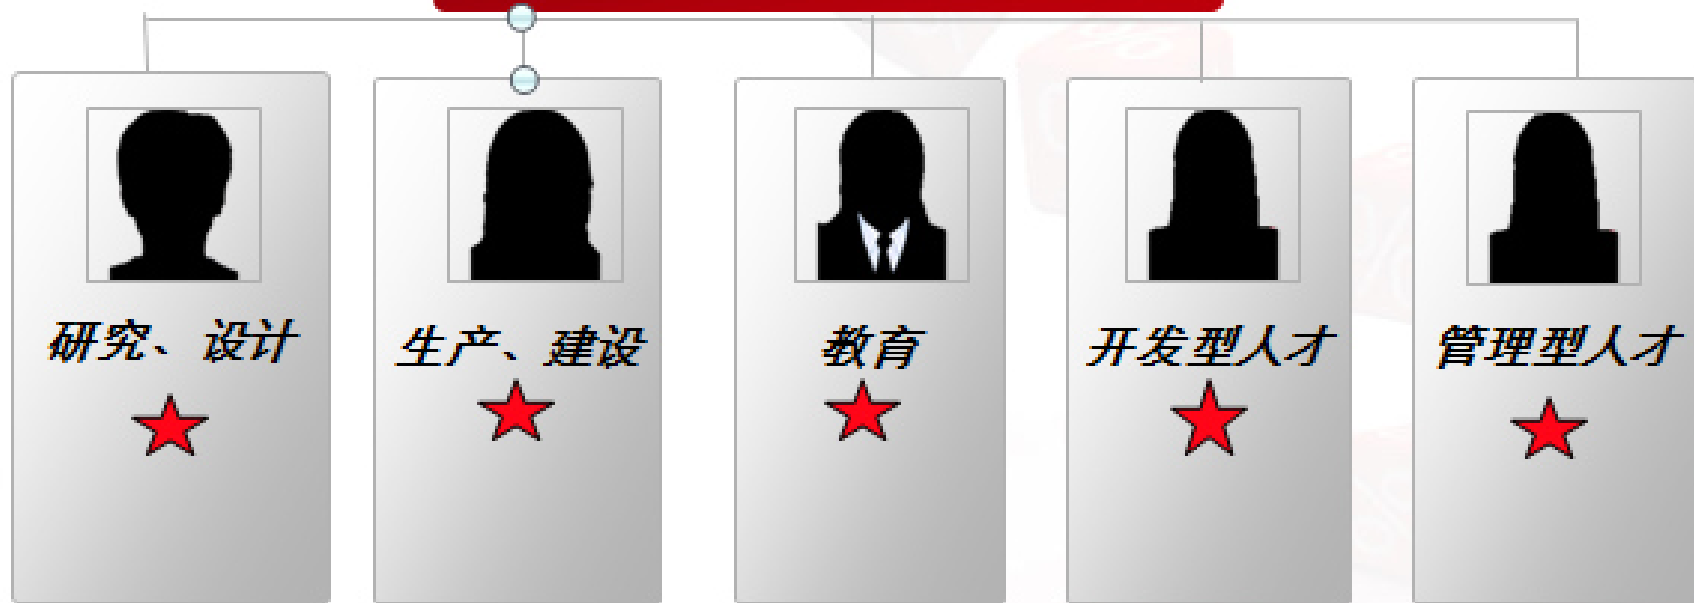 研究、设计
生产、建设
教育
开发型人才
管理型人才